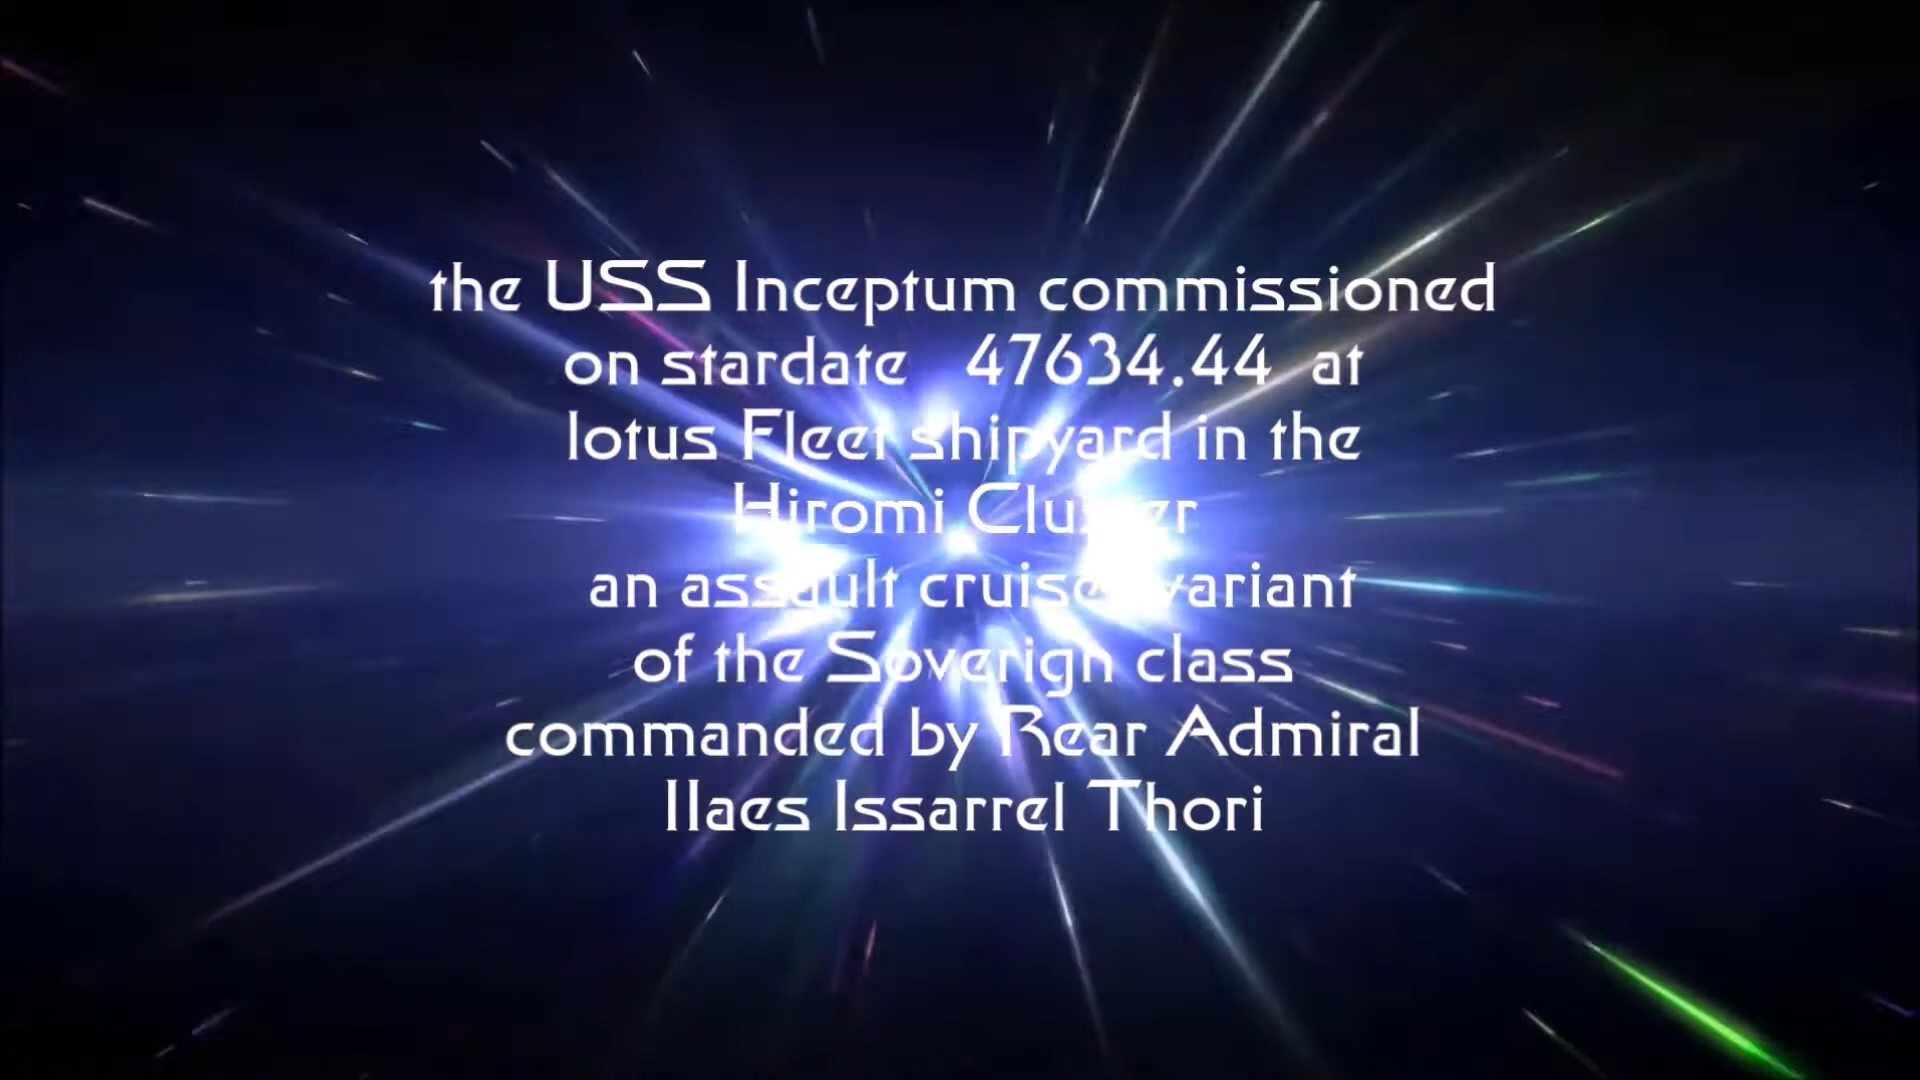 the USS Inceptum commissioned
on stardate 47634.44 at
lotus Fleet shipyard in the
Hiromi Cluster
an assault cruiser variant
of the Soverigh class
commanded by Rear Admiral
Ilaes Issarrel Thori